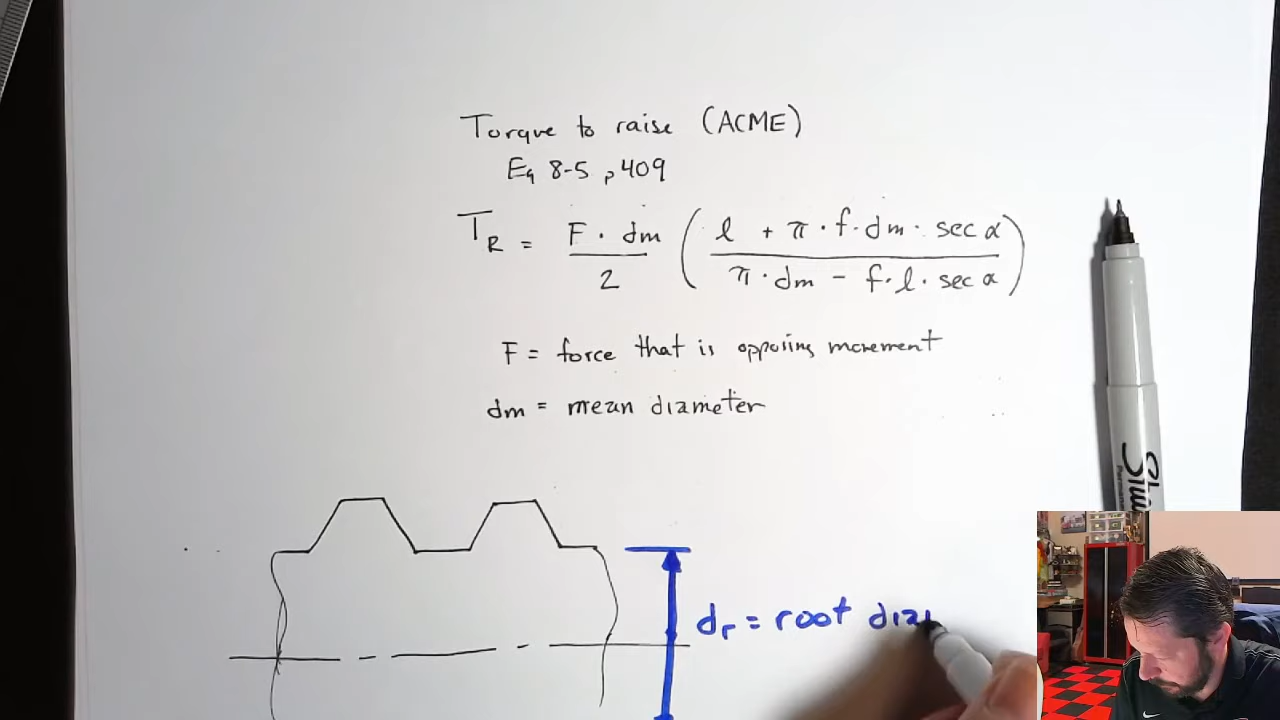 Torque to raise (ACME)
Eq 8-5, p409
T_R = F · dm / 2 ( l + π · f · dm · sec α / π · dm - f · l · sec α )
F = force that is opposing movement
dm = mean diameter
dr = root dia